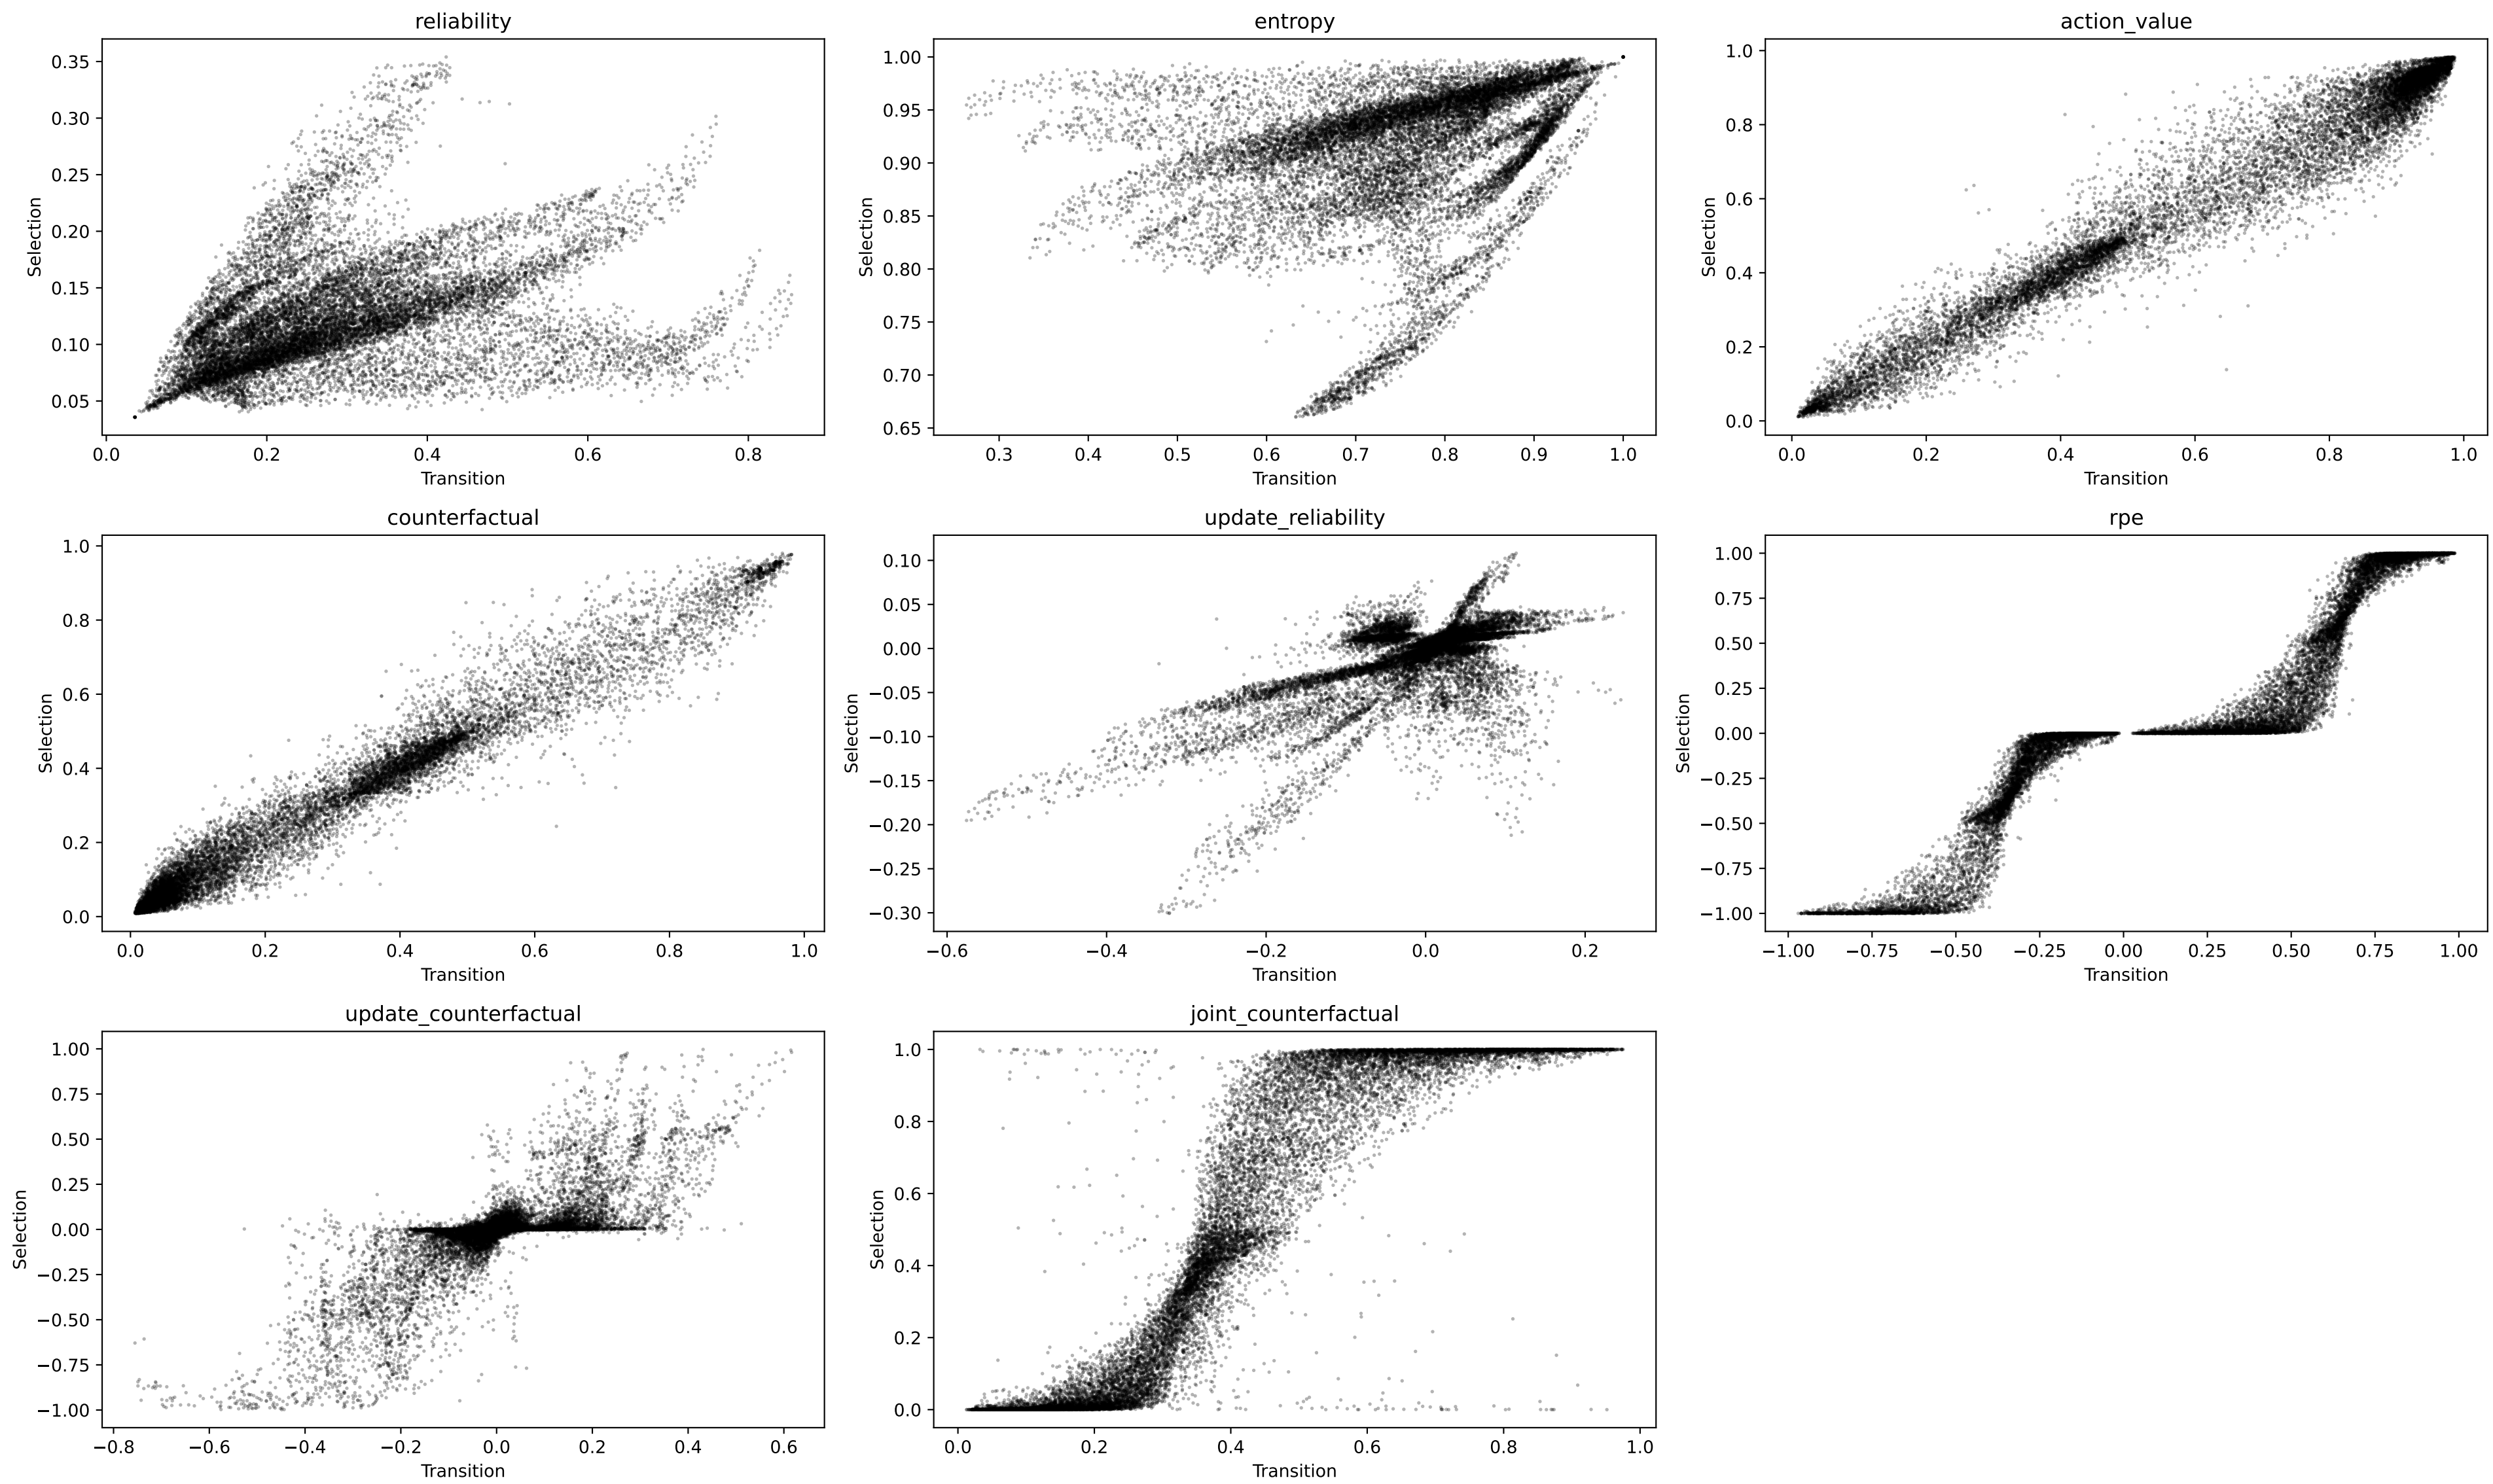 reliability
0.35
0.30
0.25
0.20
0.15
0.10
0.05
Selection
0.0 0.2 0.4 0.6 0.8
Transition
entropy
1.00
0.95
0.90
0.85
0.80
0.75
0.70
0.65
Selection
0.3 0.4 0.5 0.6 0.7 0.8 0.9 1.0
Transition
action_value
1.0
0.8
0.6
0.4
0.2
0.0
Selection
0.0 0.2 0.4 0.6 0.8 1.0
Transition
counterfactual
1.0
0.8
0.6
0.4
0.2
0.0
Selection
0.0 0.2 0.4 0.6 0.8 1.0
Transition
update_reliability
0.10
0.05
0.00
−0.05
−0.10
−0.15
−0.20
−0.25
−0.30
Selection
−0.6 −0.4 −0.2 0.0 0.2
Transition
rpe
1.00
0.75
0.50
0.25
0.00
−0.25
−0.50
−0.75
−1.00
Selection
−1.00 −0.75 −0.50 −0.25 0.00 0.25 0.50 0.75 1.00
Transition
update_counterfactual
1.00
0.75
0.50
0.25
0.00
−0.25
−0.50
−0.75
−1.00
Selection
−0.8 −0.6 −0.4 −0.2 0.0 0.2 0.4 0.6
Transition
joint_counterfactual
1.0
0.8
0.6
0.4
0.2
0.0
Selection
0.0 0.2 0.4 0.6 0.8 1.0
Transition